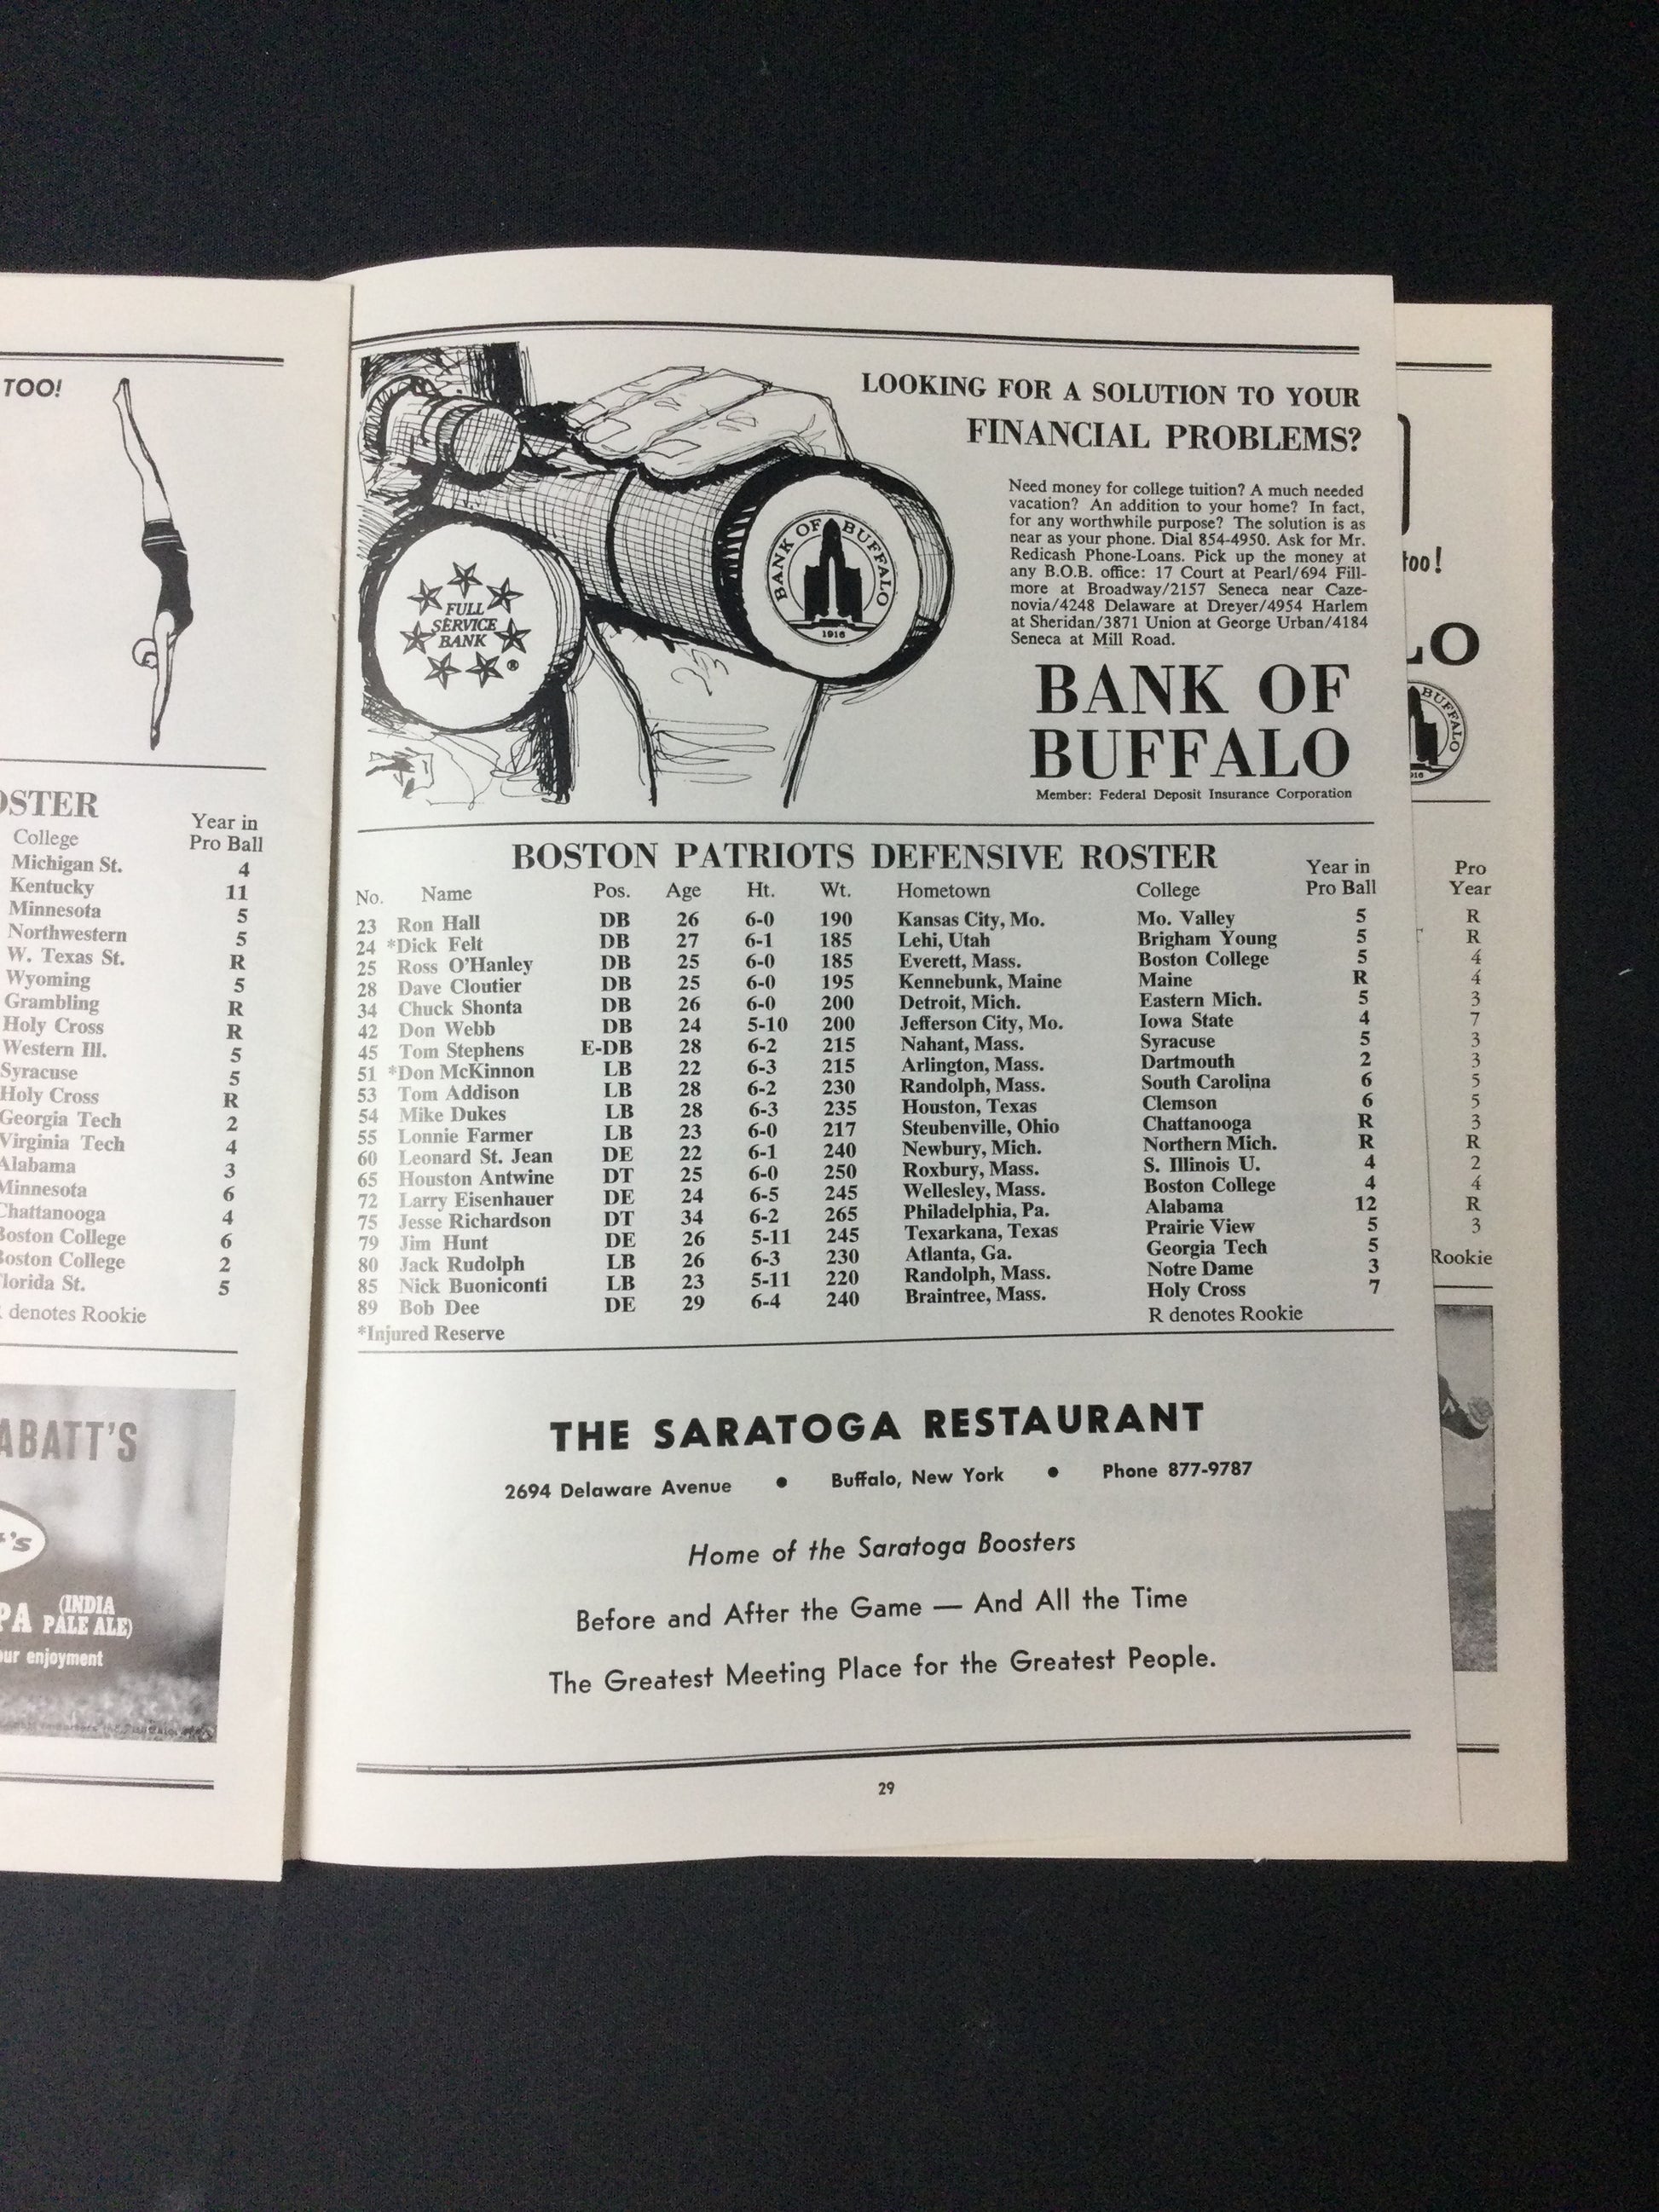 TOO!
OSTER
College
Year in
Pro Ball
Michigan St. 4
Kentucky 11
Minnesota 5
Northwestern 5
W. Texas St. R
Wyoming 5
Grambling R
Holy Cross R
Western Ill. 5
Syracuse 5
Holy Cross R
Georgia Tech 2
Virginia Tech 4
Alabama 3
Minnesota 6
Chattanooga 4
Boston College 6
Boston College 2
Florida St. 5
R denotes Rookie
ABATT'S
PA (INDIA PALE ALE)
our enjoyment
FULL
SERVICE
BANK
®
BANK OF BUFFALO
1916
LOOKING FOR A SOLUTION TO YOUR
FINANCIAL PROBLEMS?
Need money for college tuition? A much needed
vacation? An addition to your home? In fact,
for any worthwhile purpose? The solution is as
near as your phone. Dial 854-4950. Ask for Mr.
Redicash Phone-Loans. Pick up the money at
any B.O.B. office: 17 Court at Pearl/694 Fill-
more at Broadway/2157 Seneca near Caze-
novia/4248 Delaware at Dreyer/4954 Harlem
at Sheridan/3871 Union at George Urban/4184
Seneca at Mill Road.
BANK OF
BUFFALO
Member: Federal Deposit Insurance Corporation
BOSTON PATRIOTS DEFENSIVE ROSTER
No. Name Pos. Age Ht. Wt. Hometown College Year in Pro Ball
23 Ron Hall DB 26 6-0 190 Kansas City, Mo. Mo. Valley 5
24 *Dick Felt DB 27 6-1 185 Lehi, Utah Brigham Young 5
25 Ross O'Hanley DB 25 6-0 185 Everett, Mass. Boston College 5
28 Dave Cloutier DB 25 6-0 195 Kennebunk, Maine Maine R
34 Chuck Shonta DB 26 6-0 200 Detroit, Mich. Eastern Mich. 5
42 Don Webb DB 24 5-10 200 Jefferson City, Mo. Iowa State 4
45 Tom Stephens E-DB 28 6-2 215 Nahant, Mass. Syracuse 5
51 *Don McKinnon LB 22 6-3 215 Arlington, Mass. Dartmouth 2
53 Tom Addison LB 28 6-2 230 Randolph, Mass. South Carolina 6
54 Mike Dukes LB 28 6-3 235 Houston, Texas Clemson 6
55 Lonnie Farmer LB 23 6-0 217 Steubenville, Ohio Chattanooga R
60 Leonard St. Jean DE 22 6-1 240 Newbury, Mich. Northern Mich. R
65 Houston Antwine DT 25 6-0 250 Roxbury, Mass. S. Illinois U. 4
72 Larry Eisenhauer DE 24 6-5 245 Wellesley, Mass. Boston College 4
75 Jesse Richardson DT 34 6-2 265 Philadelphia, Pa. Alabama 12
79 Jim Hunt DE 26 5-11 245 Texarkana, Texas Prairie View 5
80 Jack Rudolph LB 26 6-3 230 Atlanta, Ga. Georgia Tech 5
85 Nick Buoniconti LB 23 5-11 220 Randolph, Mass. Notre Dame 3
89 Bob Dee DE 29 6-4 240 Braintree, Mass. Holy Cross 7
*Injured Reserve R denotes Rookie
THE SARATOGA RESTAURANT
2694 Delaware Avenue • Buffalo, New York • Phone 877-9787
Home of the Saratoga Boosters
Before and After the Game — And All the Time
The Greatest Meeting Place for the Greatest People.
29
too!
LO
BUFFALO
Pro
Year
R
R
4
4
3
7
3
3
5
5
3
R
2
4
R
3
Rookie